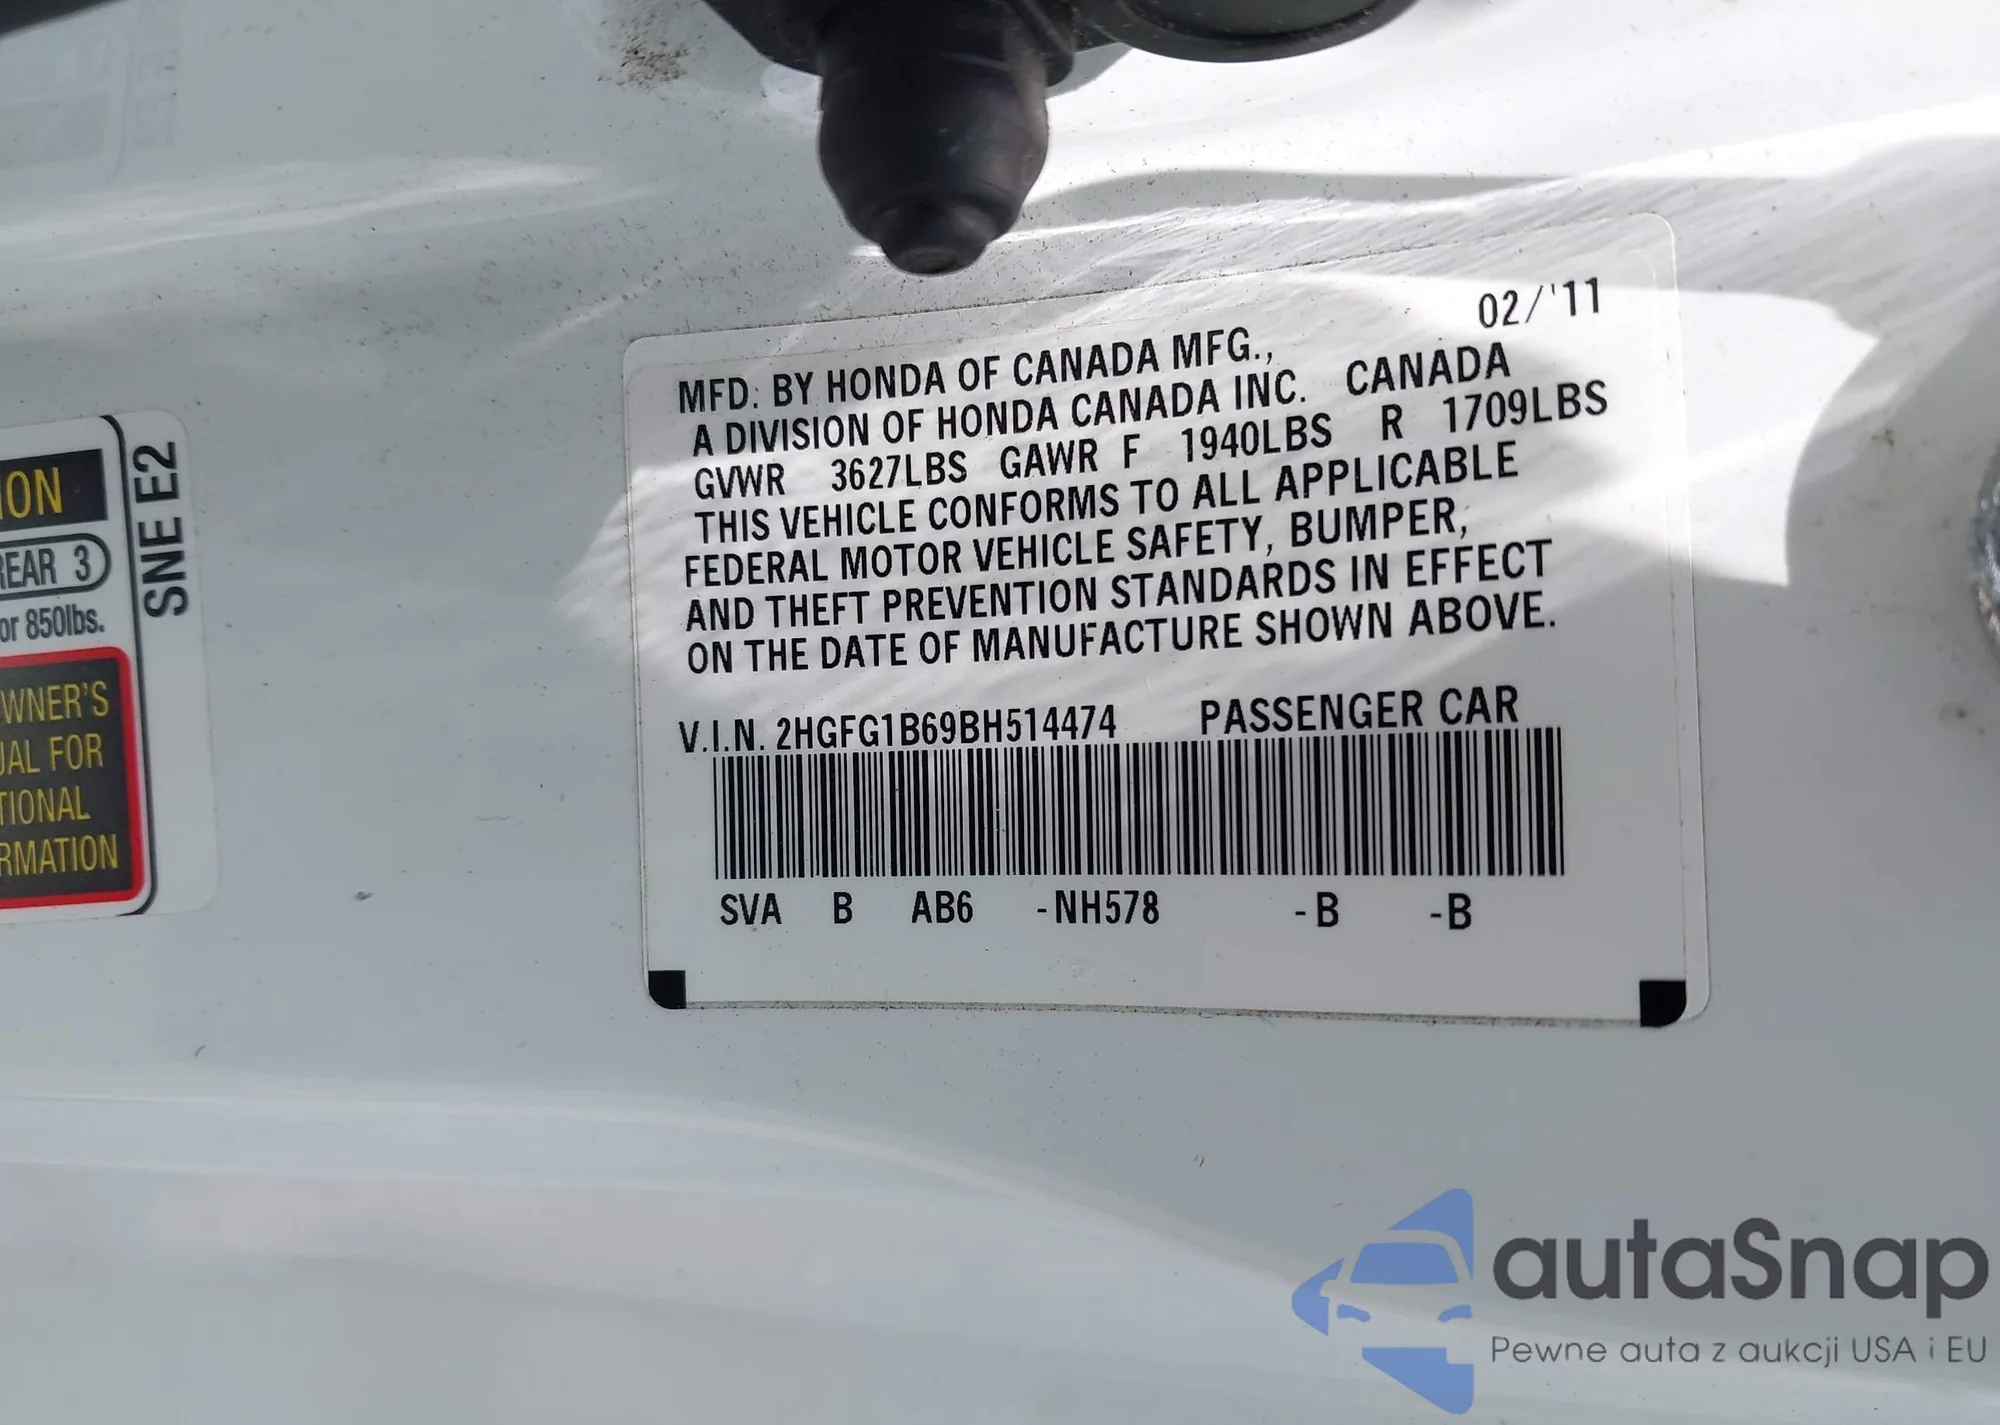 ION
REAR 3
or 850lbs.
OWNER'S
UAL FOR
TIONAL
RMATION
SNE E2
02/'11
MFD. BY HONDA OF CANADA MFG.,
A DIVISION OF HONDA CANADA INC. CANADA
GVWR 3627LBS GAWR F 1940LBS R 1709LBS
THIS VEHICLE CONFORMS TO ALL APPLICABLE
FEDERAL MOTOR VEHICLE SAFETY, BUMPER,
AND THEFT PREVENTION STANDARDS IN EFFECT
ON THE DATE OF MANUFACTURE SHOWN ABOVE.
V.I.N. 2HGFG1B69BH514474 PASSENGER CAR
SVA B AB6 -NH578 -B -B
autaSnap
Pewne auta z aukcji USA i EU